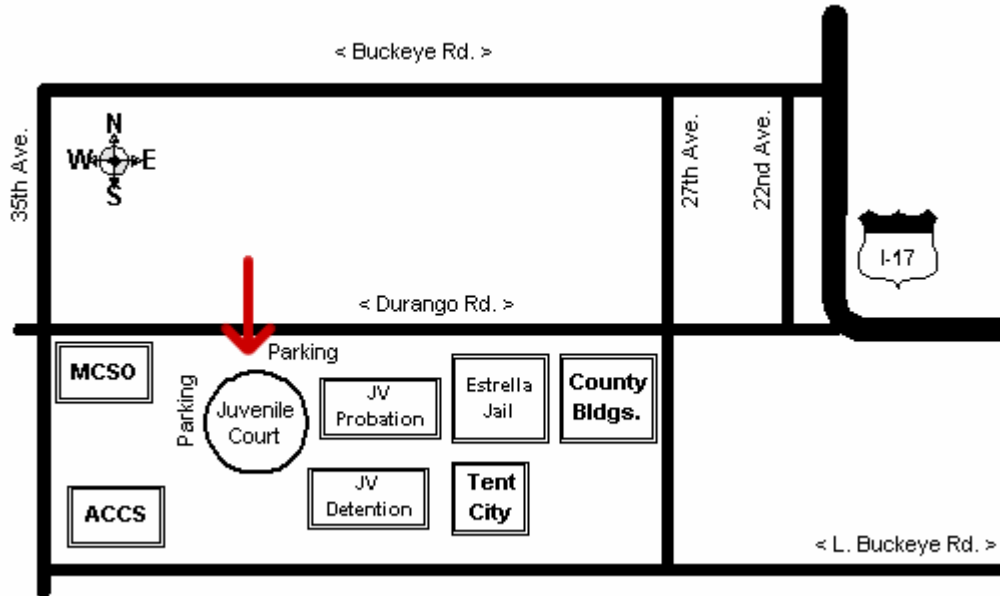 < Buckeye Rd. >
35th Ave.
N
W E
S
27th Ave.
22nd Ave.
I-17
< Durango Rd. >
Parking
Parking
MCSO
Juvenile
Court
JV
Probation
Estrella
Jail
County
Bldgs.
ACCS
JV
Detention
Tent
City
< L. Buckeye Rd. >